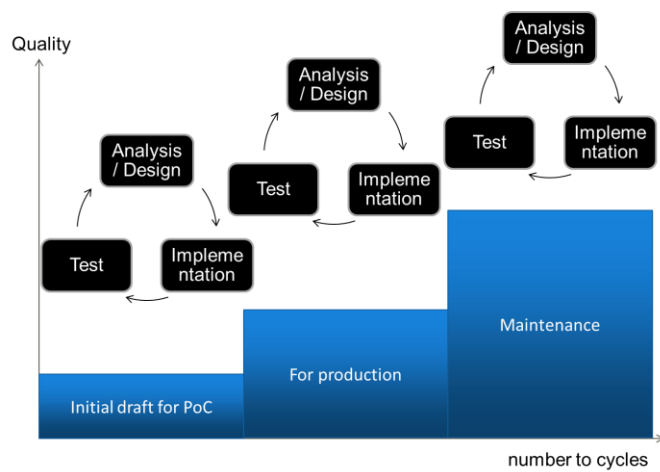 Quality
Analysis
/ Design
Test
Impleme
ntation
Analysis
/ Design
Test
Impleme
ntation
Analysis
/ Design
Test
Impleme
ntation
Initial draft for PoC
For production
Maintenance
number to cycles